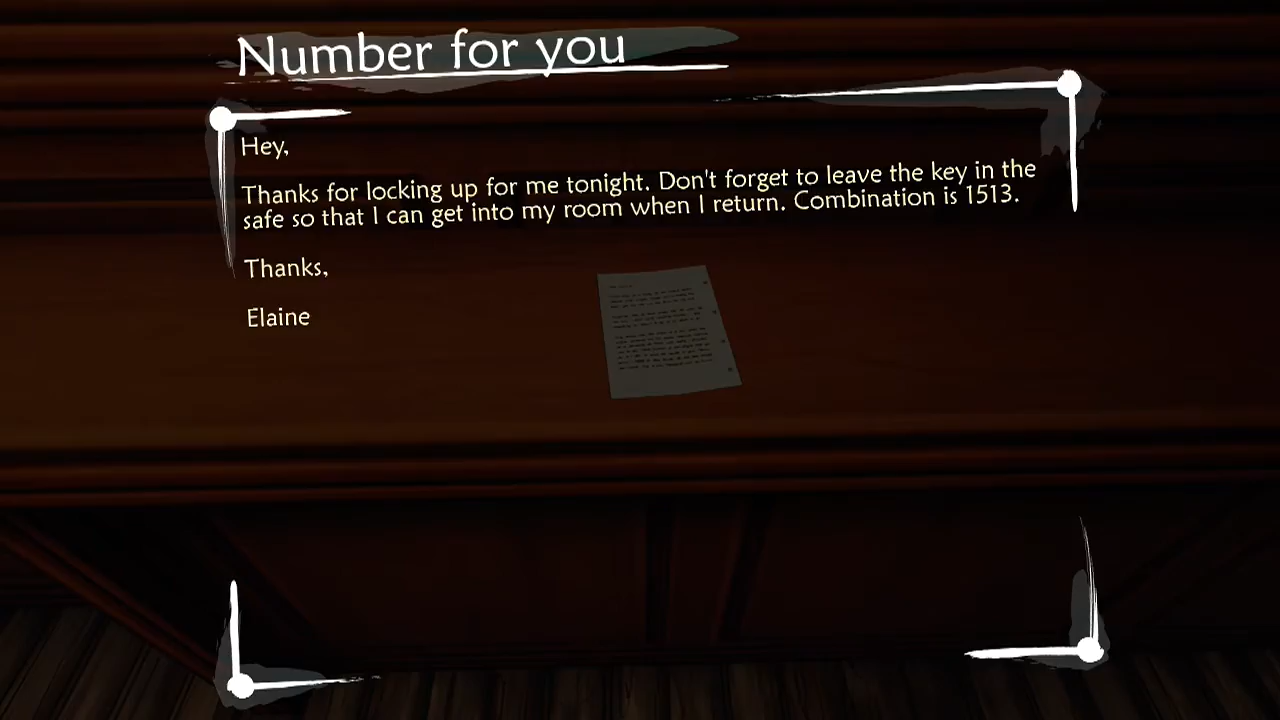 Number for you
Hey,
Thanks for locking up for me tonight. Don't forget to leave the key in the
safe so that I can get into my room when I return. Combination is 1513.
Thanks,
Elaine